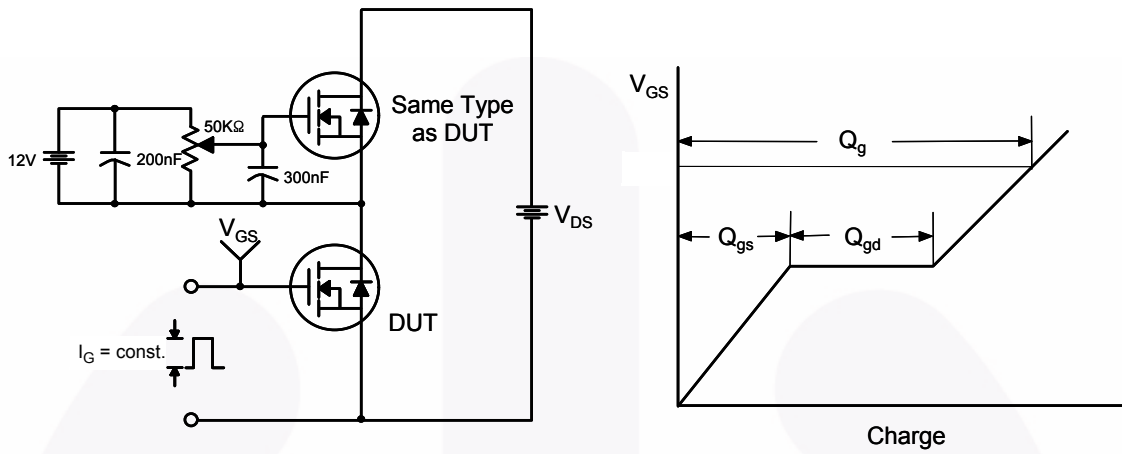 12V
200nF
50KΩ
300nF
Same Type
as DUT
V_DS
V_GS
DUT
I_G = const.
V_GS
Q_g
Q_gs
Q_gd
Charge